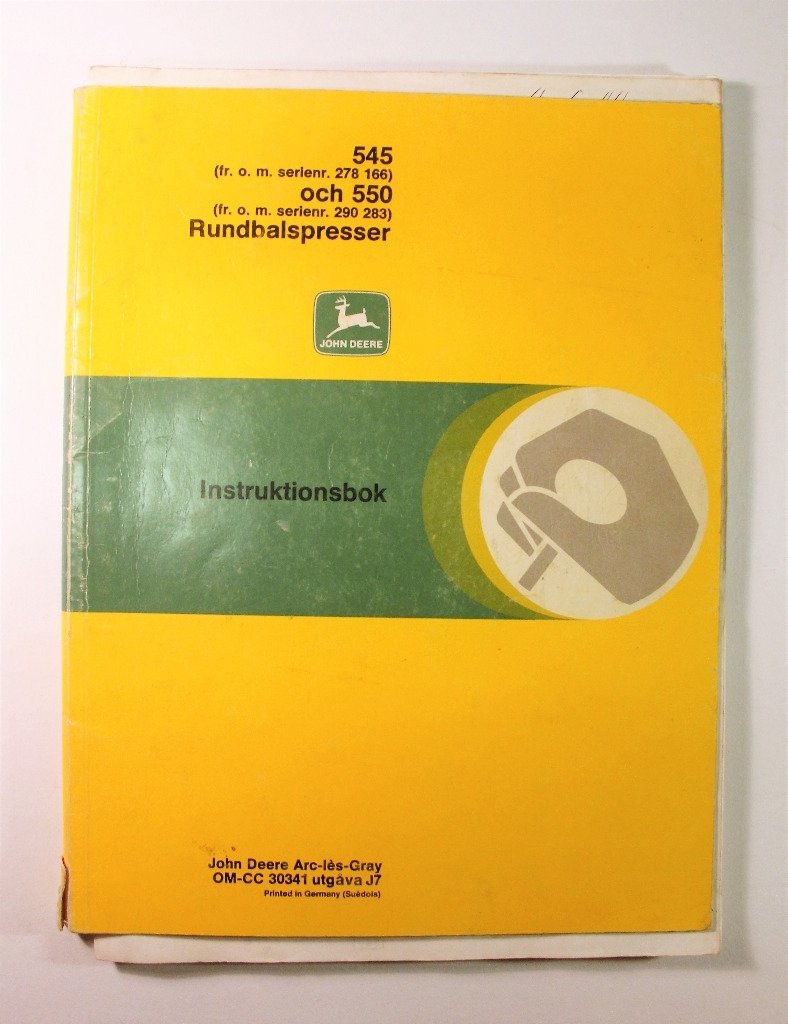 545
(fr. o. m. serienr. 278 166)
och 550
(fr. o. m. serienr. 290 283)
Rundbalspresser
JOHN DEERE
Instruktionsbok
John Deere Arc-lès-Gray
OM-CC 30341 utgåva J7
Printed in Germany (Suédois)